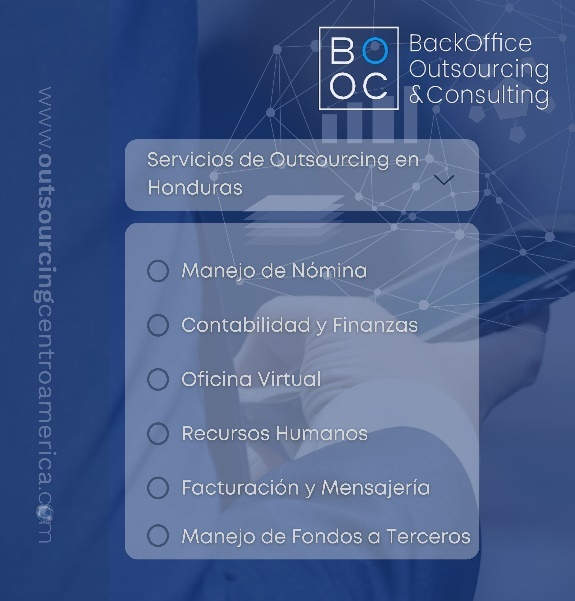 BO
OC
BackOffice
Outsourcing
&Consulting
Servicios de Outsourcing en
Honduras
Manejo de Nómina
Contabilidad y Finanzas
Oficina Virtual
Recursos Humanos
Facturación y Mensajería
Manejo de Fondos a Terceros
www.outsourcingcentroamerica.com